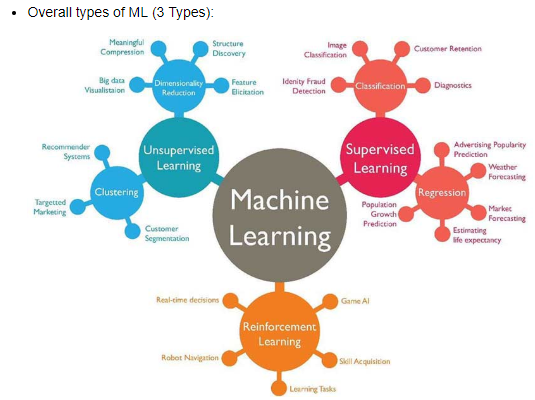 Overall types of ML (3 Types):
Meaningful
Compression
Structure
Discovery
Big data
Visualistaion
Dimensionality
Reduction
Feature
Elicitation
Recommender
Systems
Unsupervised
Learning
Clustering
Targetted
Marketing
Customer
Segmentation
Machine
Learning
Image
Classification
Customer Retention
Idenity Fraud
Detection
Classification
Diagnostics
Supervised
Learning
Advertising Popularity
Prediction
Weather
Forecasting
Regression
Population
Growth
Prediction
Market
Forecasting
Estimating
life expectancy
Real-time decisions
Game AI
Reinforcement
Learning
Robot Navigation
Skill Acquisition
Learning Tasks